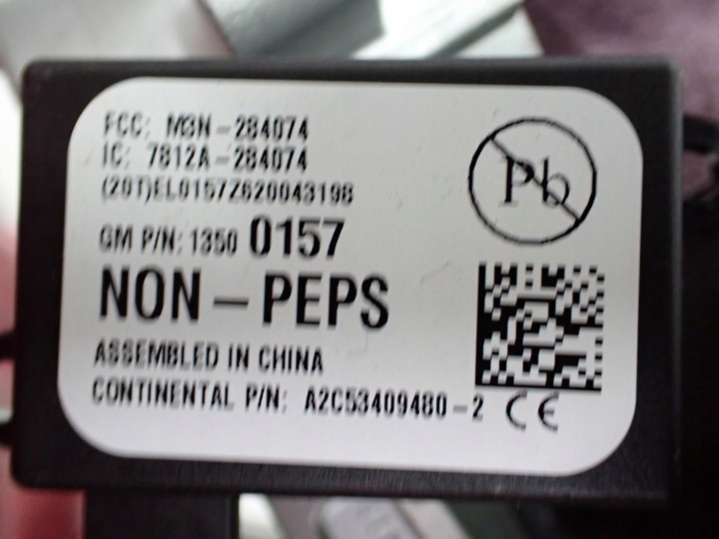 FCC: M3N-284074
IC: 7812A-284074
(20T)EL0157Z620043198
GM P/N: 1350 0157
Pb
NON-PEPS
ASSEMBLED IN CHINA
CONTINENTAL P/N: A2C53409480-2
CE